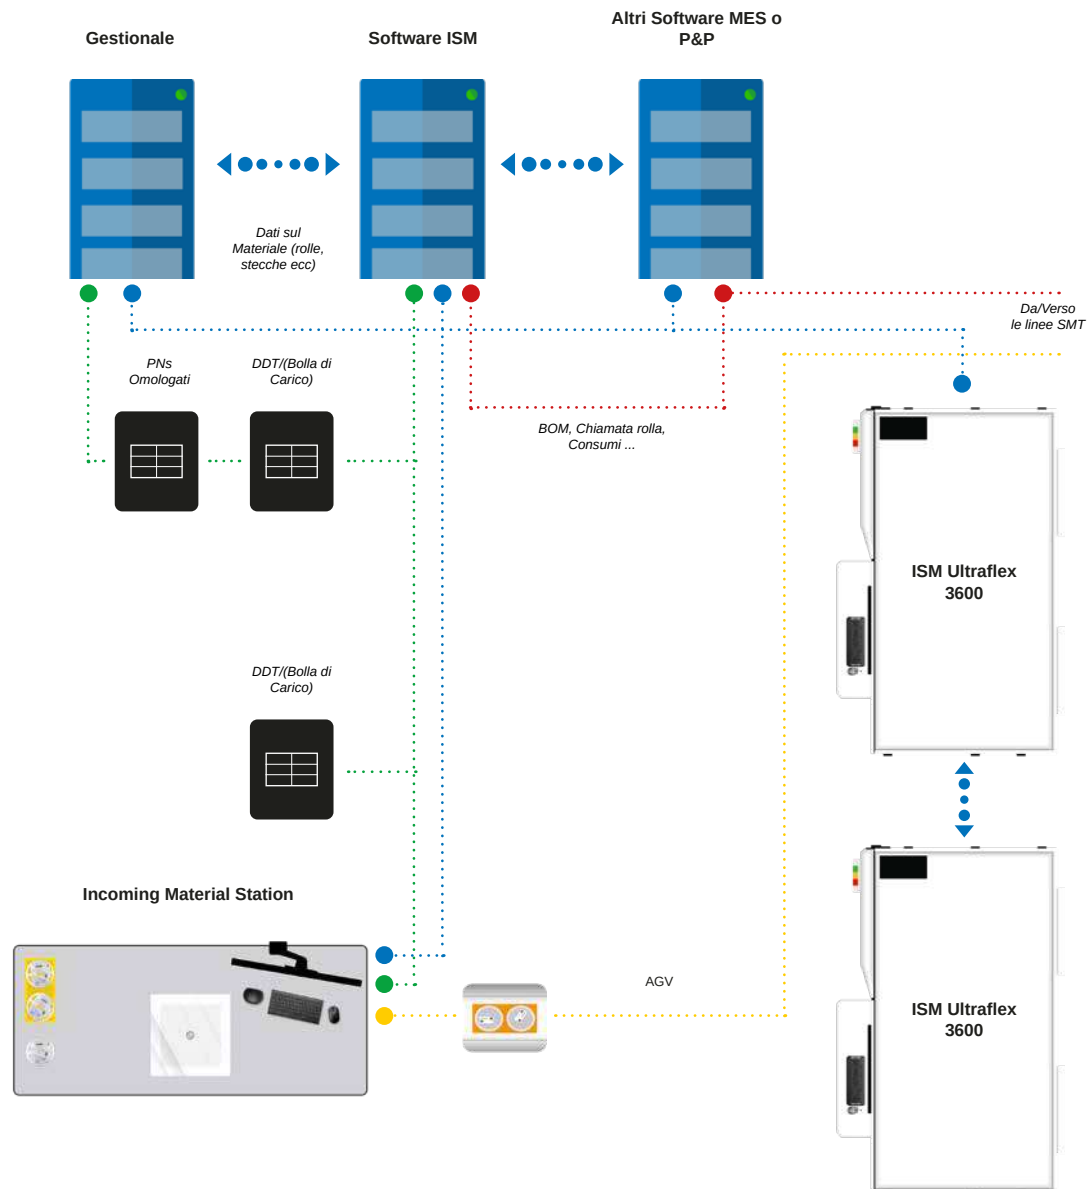 Gestionale
Software ISM
Altri Software MES o
P&P
Dati sul
Materiale (rolle,
stecche ecc)
Da/Verso
le linee SMT
PNs
Omologati
DDT/(Bolla di
Carico)
BOM, Chiamata rolla,
Consumi ...
ISM Ultraflex
3600
DDT/(Bolla di
Carico)
Incoming Material Station
AGV
ISM Ultraflex
3600